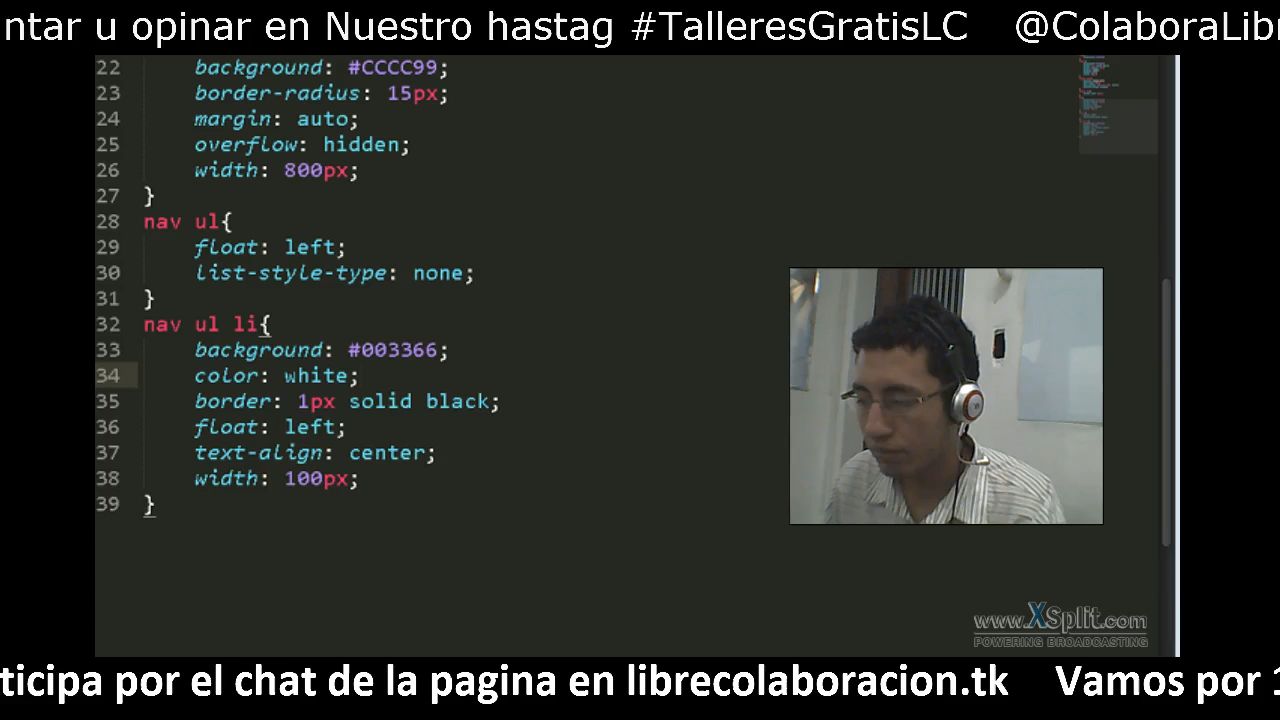 ntar u opinar en Nuestro hastag #TalleresGratisLC @ColaboraLib
22 background: #CCCC99;
23 border-radius: 15px;
24 margin: auto;
25 overflow: hidden;
26 width: 800px;
27 }
28 nav ul{
29 float: left;
30 list-style-type: none;
31 }
32 nav ul li{
33 background: #003366;
34 color: white;
35 border: 1px solid black;
36 float: left;
37 text-align: center;
38 width: 100px;
39 }
www.XSplit.com
POWERING BROADCASTING
ticipa por el chat de la pagina en librecolaboracion.tk Vamos por 1